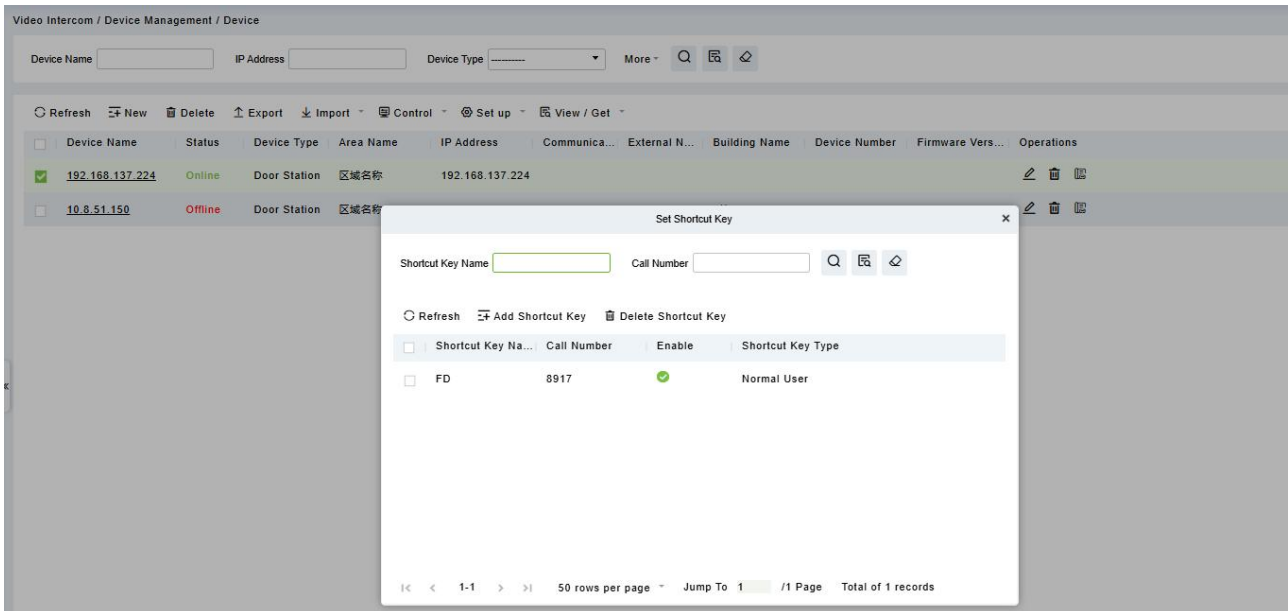 Video Intercom / Device Management / Device
Device Name IP Address Device Type ---------- More
Refresh New Delete Export Import Control Set up View / Get
Device Name Status Device Type Area Name IP Address Communica... External N... Building Name Device Number Firmware Vers... Operations
192.168.137.224 Online Door Station 区域名称 192.168.137.224
10.8.51.150 Offline Door Station 区域名称
Set Shortcut Key ×
Shortcut Key Name Call Number
Refresh Add Shortcut Key Delete Shortcut Key
Shortcut Key Na... Call Number Enable Shortcut Key Type
FD 8917 Normal User
1-1 50 rows per page Jump To 1 /1 Page Total of 1 records